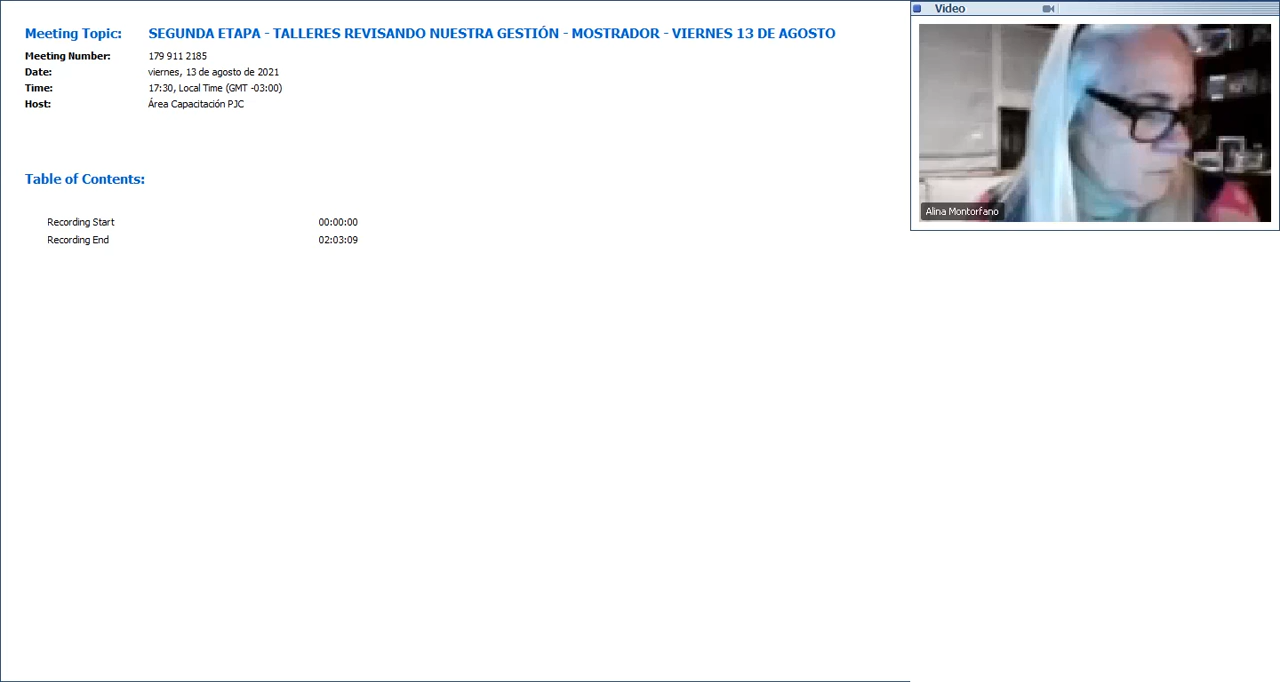 Meeting Topic: SEGUNDA ETAPA - TALLERES REVISANDO NUESTRA GESTIÓN - MOSTRADOR - VIERNES 13 DE AGOSTO
Meeting Number: 179 911 2185
Date: viernes, 13 de agosto de 2021
Time: 17:30, Local Time (GMT -03:00)
Host: Área Capacitación PJC
Table of Contents:
Recording Start 00:00:00
Recording End 02:03:09
Video
Alina Montorfano